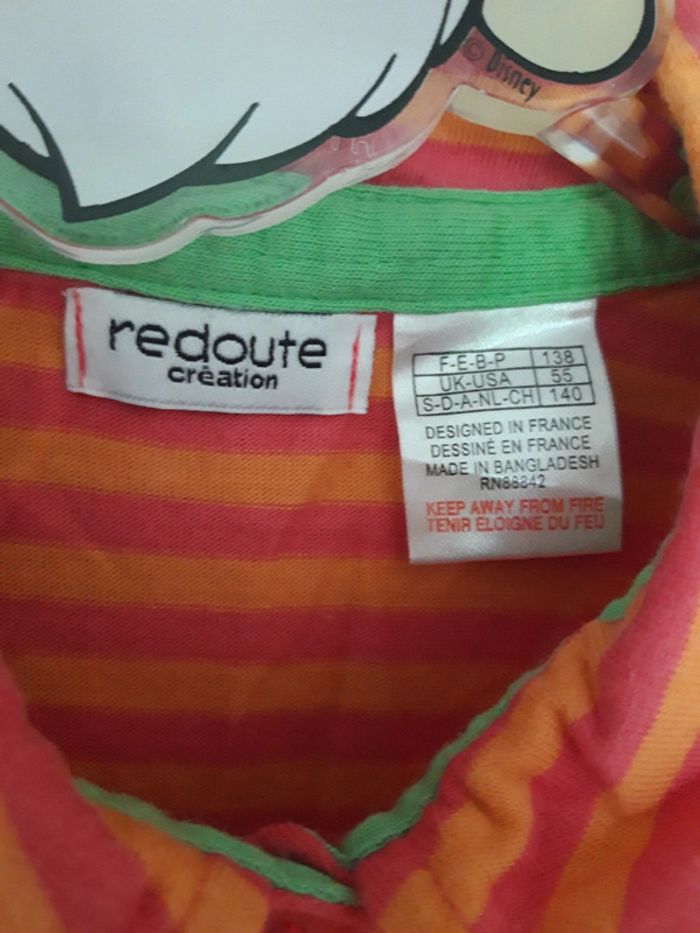 © Disney
redoute
création
F-E-B-P 138
UK-USA 55
S-D-A-NL-CH 140
DESIGNED IN FRANCE
DESSINÉ EN FRANCE
MADE IN BANGLADESH
RN88842
KEEP AWAY FROM FIRE
TENIR ELOIGNE DU FEU